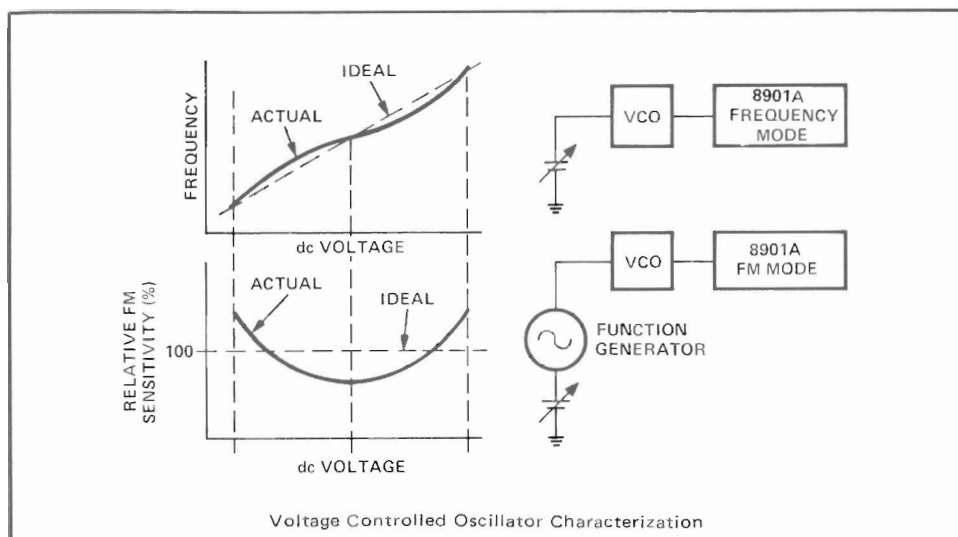 FREQUENCY
IDEAL
ACTUAL
dc VOLTAGE
VCO
8901A
FREQUENCY
MODE
RELATIVE FM
SENSITIVITY (%)
100
ACTUAL
IDEAL
dc VOLTAGE
VCO
8901A
FM MODE
FUNCTION
GENERATOR
Voltage Controlled Oscillator Characterization